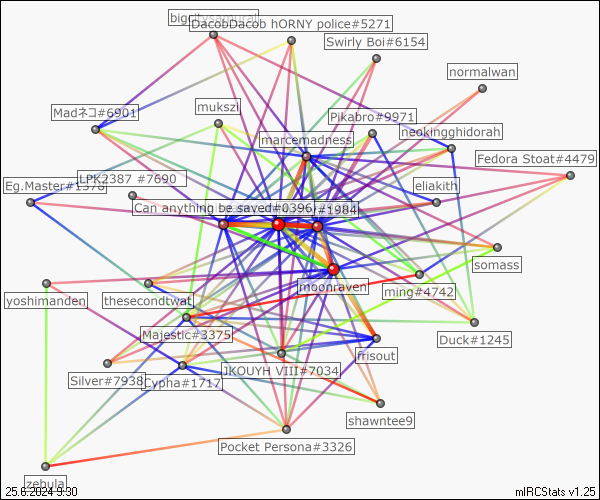 DacobDacob hORNY police#5271
Swirly Boi#6154
normalwan
Madネコ#6901
mukszi
Pikabro#9971
neokingghidorah
marcemadness
Fedora Stoat#4479
LPK2387 #7690
Eg.Master#1378
eliakith
Can anything be saved#0396
#1984
somass
moonraven
ming#4742
yoshimanden
thesecondtwat
Majestic#3375
Duck#1245
frisout
JKOUYH VIII#7034
Silver#7938
Cypha#1717
shawntee9
Pocket Persona#3326
zebula
25.6.2024 9:30
mIRCStats v1.25